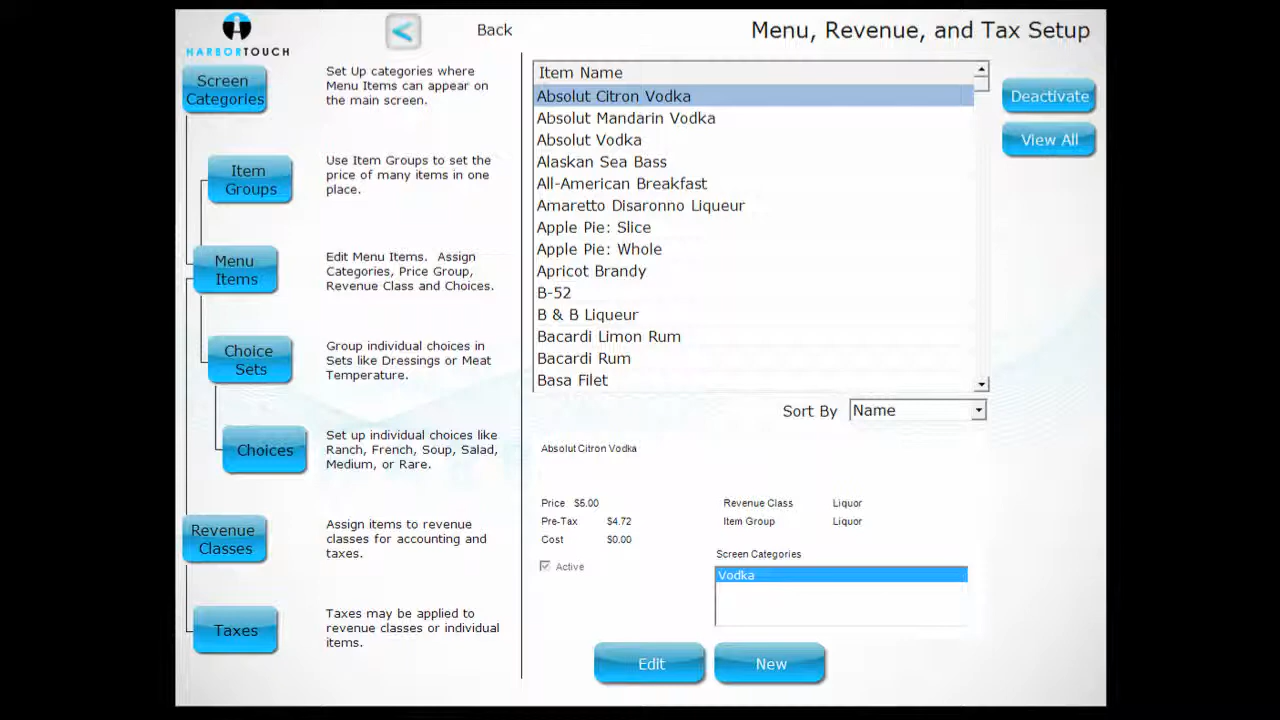 HARBORTOUCH
Back
Menu, Revenue, and Tax Setup
Screen
Categories
Set Up categories where
Menu Items can appear on
the main screen.
Item
Groups
Use Item Groups to set the
price of many items in one
place.
Menu
Items
Edit Menu Items. Assign
Categories, Price Group,
Revenue Class and Choices.
Choice
Sets
Group individual choices in
Sets like Dressings or Meat
Temperature.
Choices
Set up individual choices like
Ranch, French, Soup, Salad,
Medium, or Rare.
Revenue
Classes
Assign items to revenue
classes for accounting and
taxes.
Taxes
Taxes may be applied to
revenue classes or individual
items.
Item Name
Absolut Citron Vodka
Absolut Mandarin Vodka
Absolut Vodka
Alaskan Sea Bass
All-American Breakfast
Amaretto Disaronno Liqueur
Apple Pie: Slice
Apple Pie: Whole
Apricot Brandy
B-52
B & B Liqueur
Bacardi Limon Rum
Bacardi Rum
Basa Filet
Deactivate
View All
Sort By Name
Absolut Citron Vodka
Price $5.00
Pre-Tax $4.72
Cost $0.00
Active
Revenue Class Liquor
Item Group Liquor
Screen Categories
Vodka
Edit
New